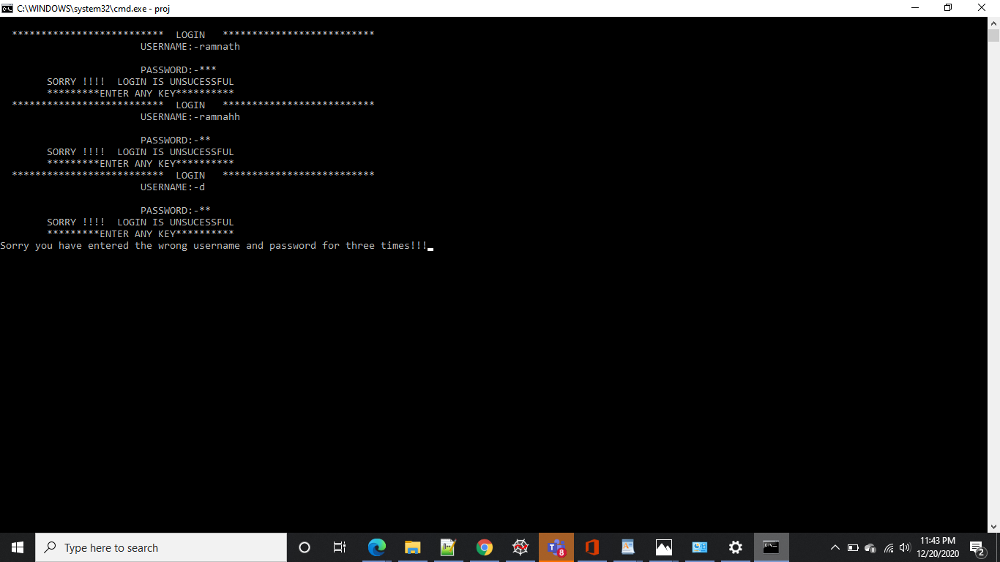 C:\WINDOWS\system32\cmd.exe - proj
************************** LOGIN **************************
USERNAME:-ramnath
PASSWORD:-***
SORRY !!!! LOGIN IS UNSUCESSFUL
*********ENTER ANY KEY**********
************************** LOGIN **************************
USERNAME:-ramnahh
PASSWORD:-**
SORRY !!!! LOGIN IS UNSUCESSFUL
*********ENTER ANY KEY**********
************************** LOGIN **************************
USERNAME:-d
PASSWORD:-**
SORRY !!!! LOGIN IS UNSUCESSFUL
*********ENTER ANY KEY**********
Sorry you have entered the wrong username and password for three times!!!
Type here to search
8
11:43 PM
12/20/2020
2